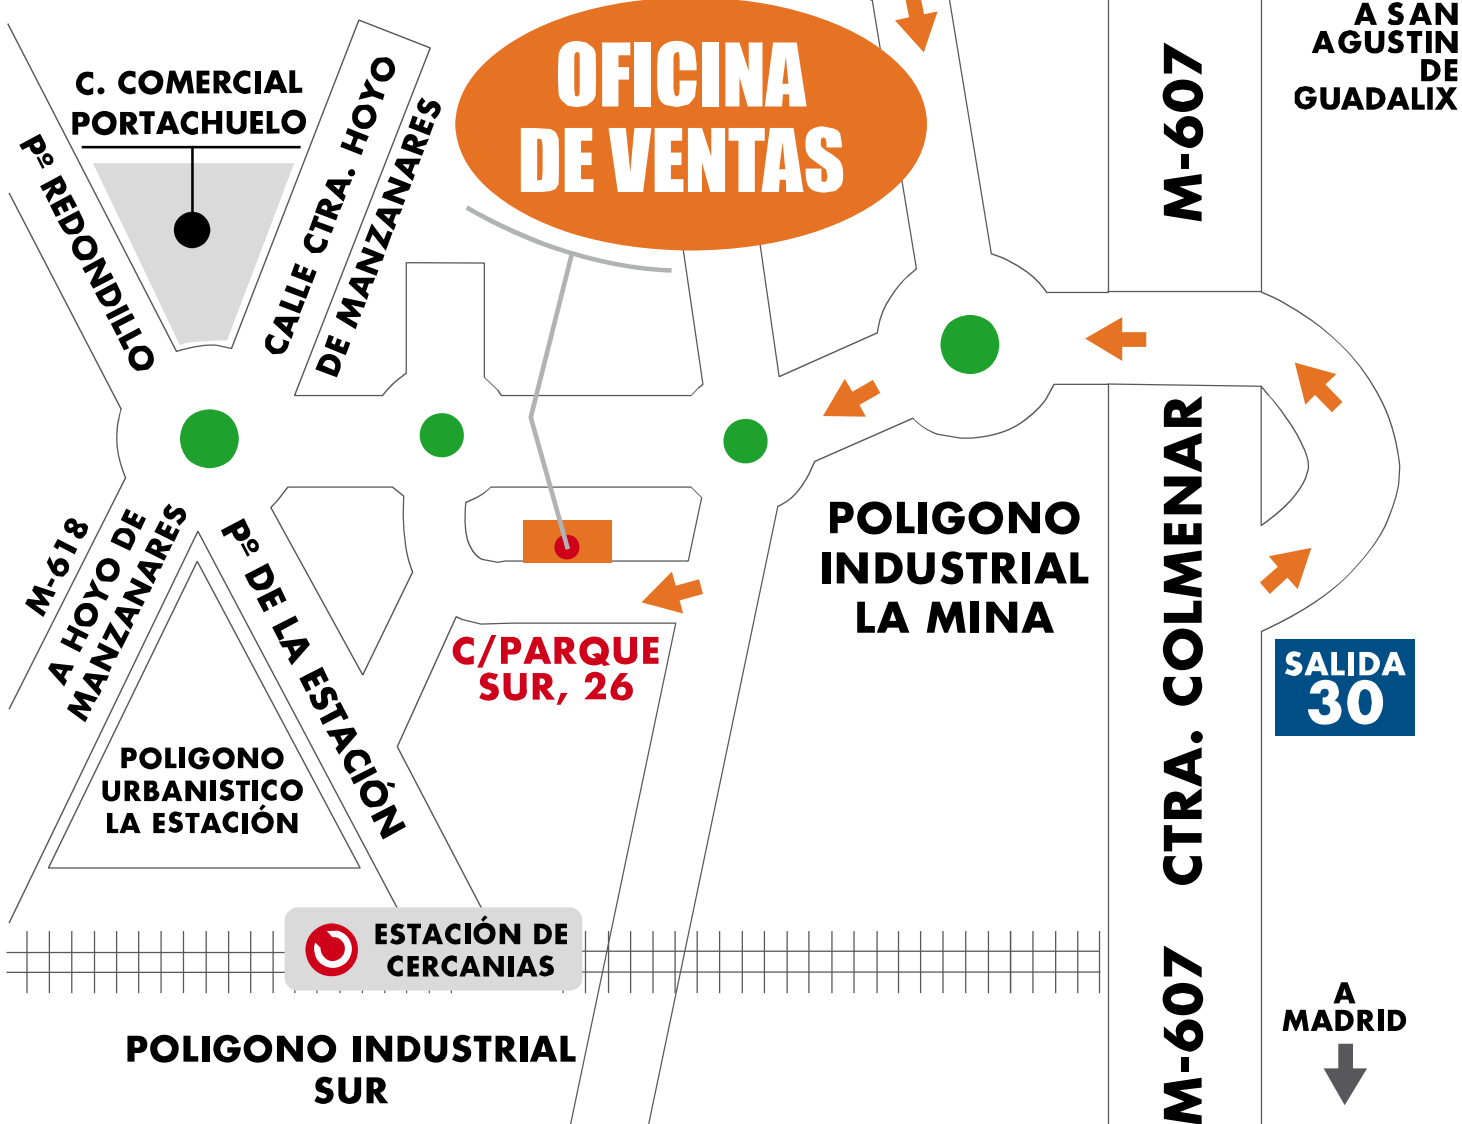 A SAN
AGUSTIN
DE
GUADALIX
OFICINA
DE VENTAS
C. COMERCIAL
PORTACHUELO
Pº REDONDILLO
CALLE CTRA. HOYO
DE MANZANARES
M-607
M-618
A HOYO DE
MANZANARES
Pº DE LA ESTACIÓN
POLIGONO
INDUSTRIAL
LA MINA
C/PARQUE
SUR, 26
CTRA. COLMENAR
SALIDA
30
POLIGONO
URBANISTICO
LA ESTACIÓN
ESTACIÓN DE
CERCANIAS
POLIGONO INDUSTRIAL
SUR
M-607
A
MADRID